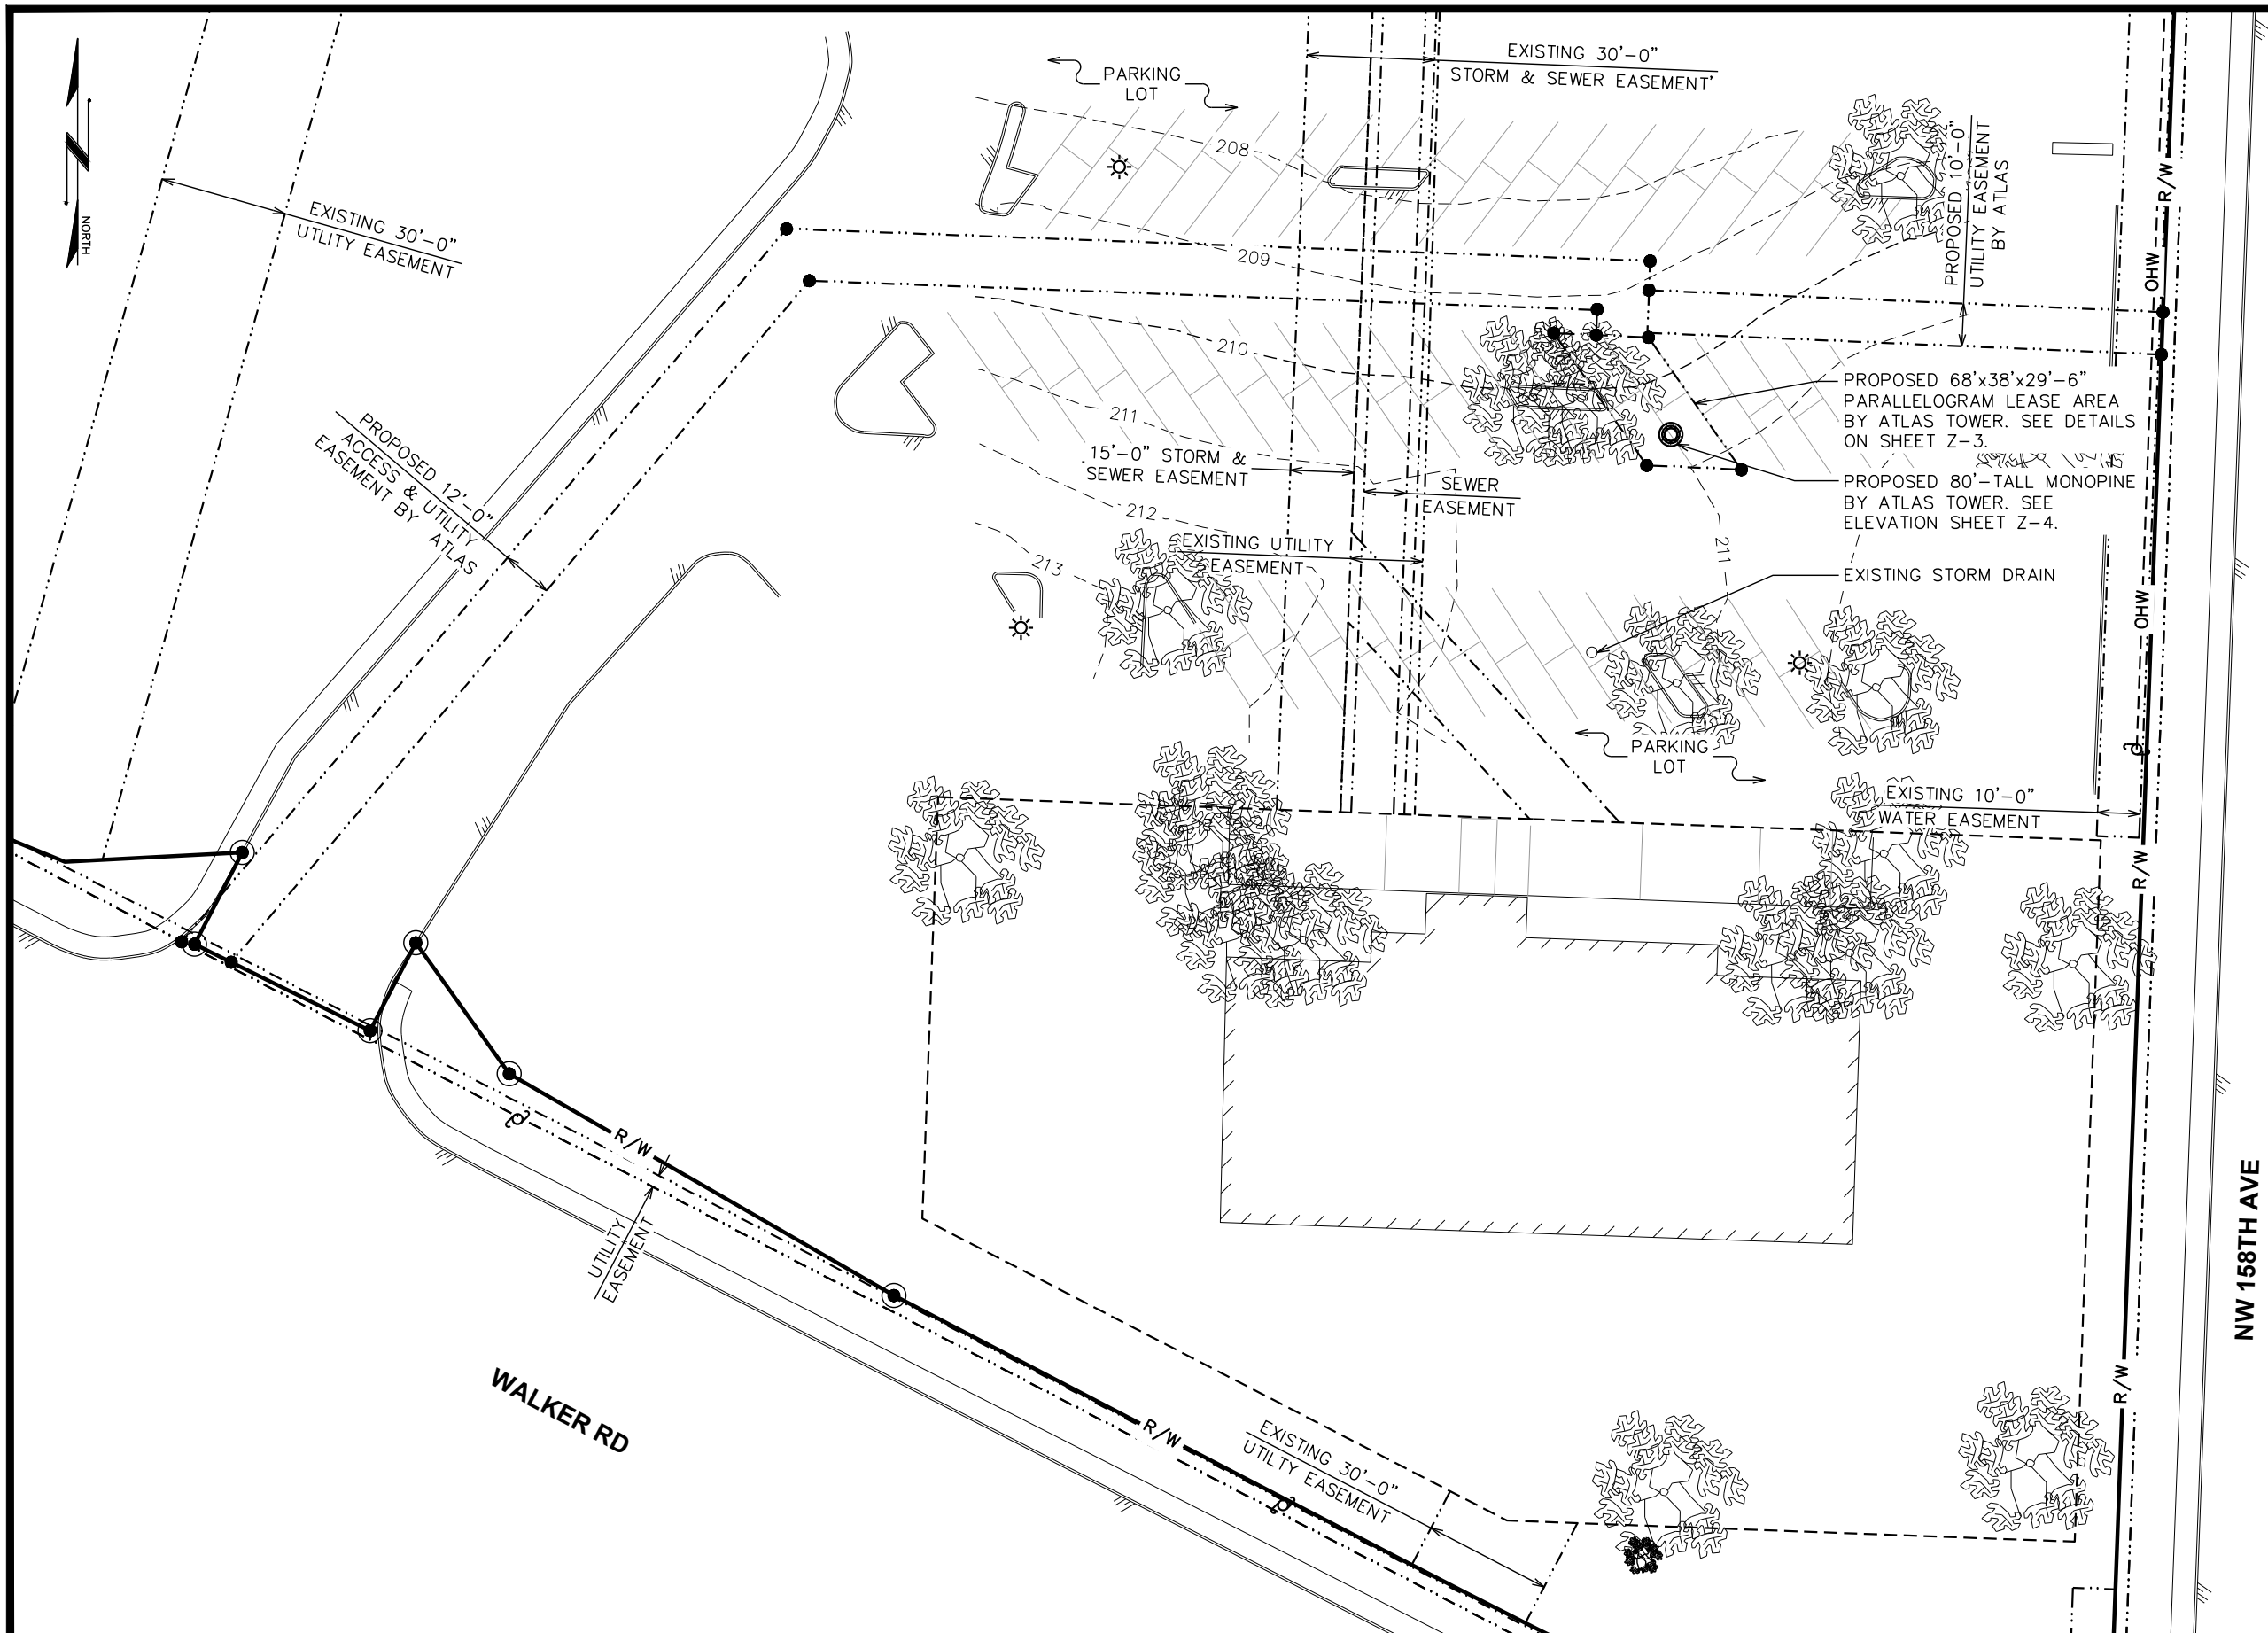 EXISTING 30'-0"
STORM & SEWER EASEMENT'
PARKING
LOT
NORTH
EXISTING 30'-0"
UTLITY EASEMENT
208
209
210
211
212
213
PROPOSED 10'-0"
UTILITY EASEMENT
BY ATLAS
R/W
OHW
PROPOSED 68'x38'x29'-6"
PARALLELOGRAM LEASE AREA
BY ATLAS TOWER. SEE DETAILS
ON SHEET Z-3.
PROPOSED 12'-0"
ACCESS & UTILITY
EASEMENT BY
ATLAS
15'-0" STORM &
SEWER EASEMENT
SEWER
EASEMENT
PROPOSED 80'-TALL MONOPINE
BY ATLAS TOWER. SEE
ELEVATION SHEET Z-4.
EXISTING UTILITY
EASEMENT
211
EXISTING STORM DRAIN
OHW
PARKING
LOT
EXISTING 10'-0"
WATER EASEMENT
R/W
R/W
UTILITY
EASEMENT
NW 158TH AVE
WALKER RD
R/W
EXISTING 30'-0"
UTILTY EASEMENT
R/W